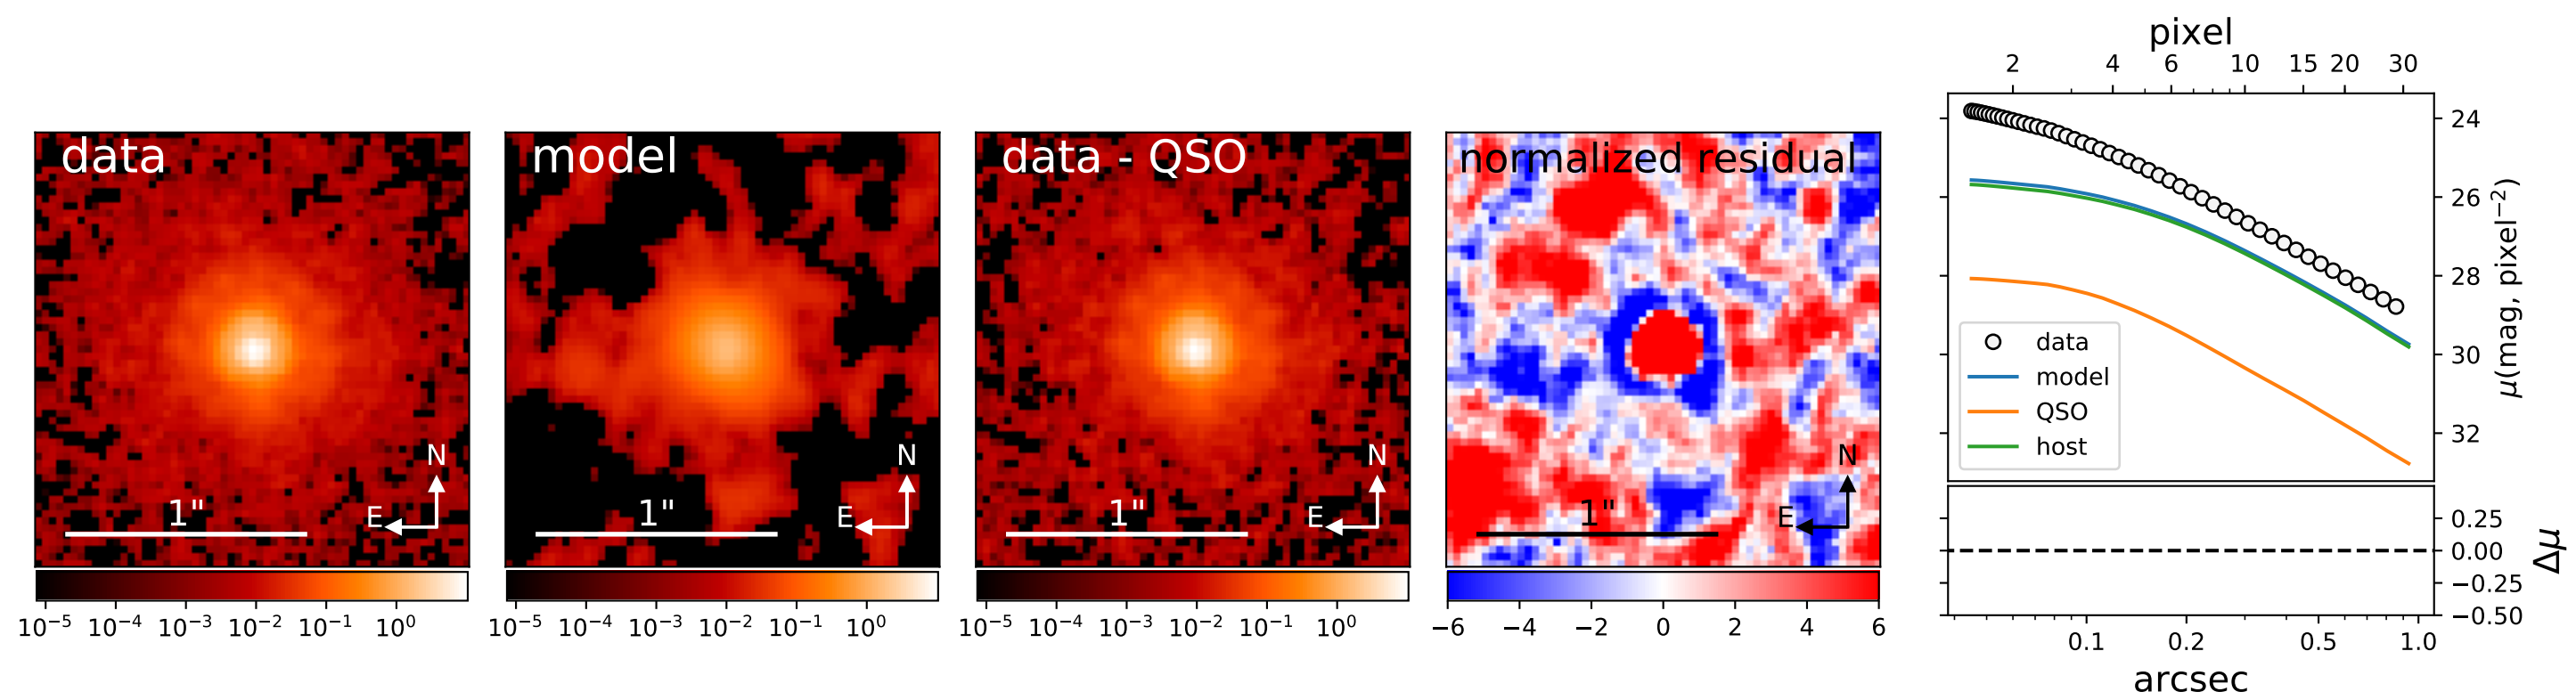 data
1"
N
E
10⁻⁵ 10⁻⁴ 10⁻³ 10⁻² 10⁻¹ 10⁰
model
1"
N
E
10⁻⁵ 10⁻⁴ 10⁻³ 10⁻² 10⁻¹ 10⁰
data - QSO
1"
N
E
10⁻⁵ 10⁻⁴ 10⁻³ 10⁻² 10⁻¹ 10⁰
normalized residual
1"
N
E
−6 −4 −2 0 2 4 6
pixel
2 4 6 10 15 20 30
24
26
28
30
32
μ(mag, pixel⁻²)
data
model
QSO
host
0.25
0.00
−0.25
−0.50
Δμ
0.1 0.2 0.5 1.0
arcsec